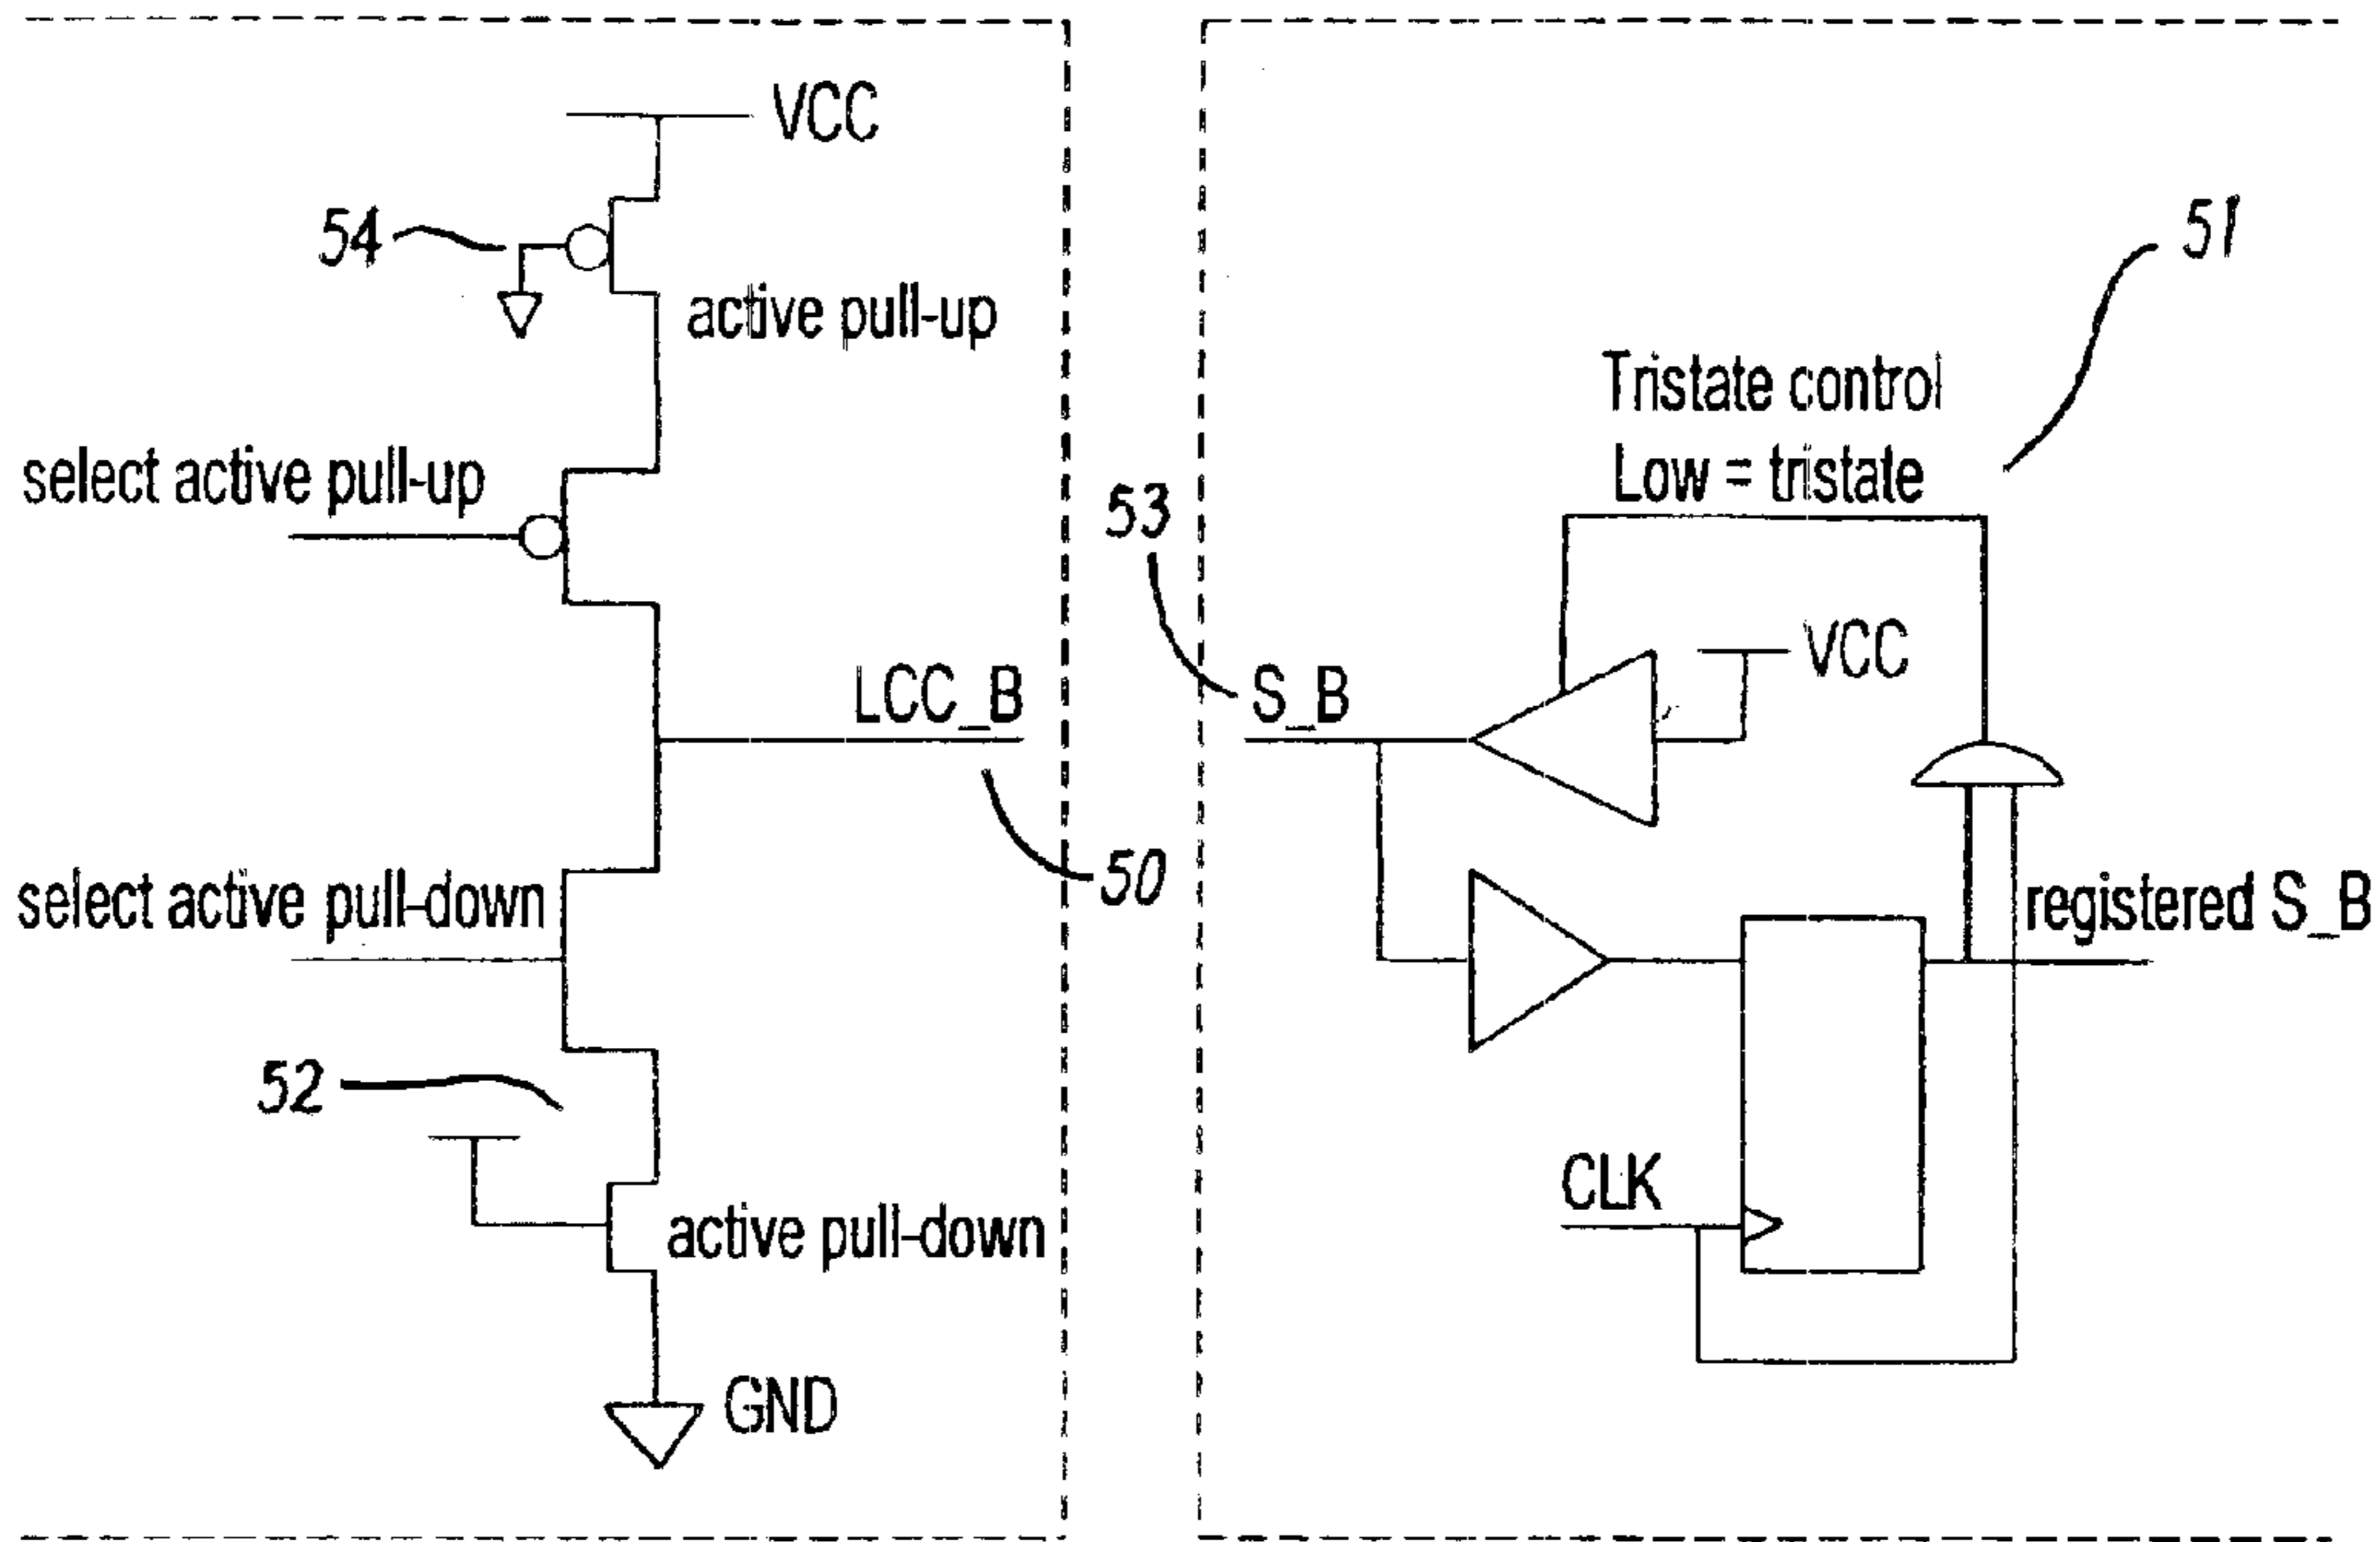 VCC
54
active pull-up
select active pull-up
LCC_B
50
select active pull-down
52
active pull-down
GND
51
Tristate control
Low = tristate
53
S_B
VCC
registered S_B
CLK